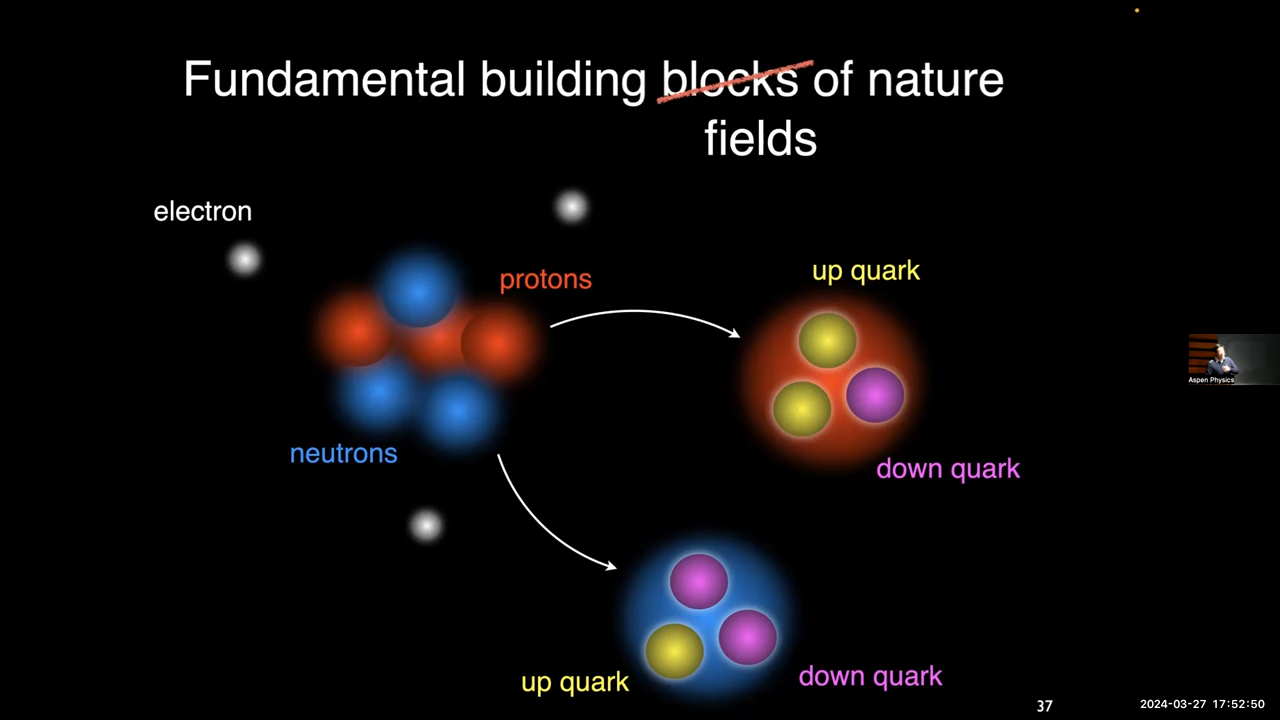 Fundamental building blocks of nature
fields
electron
protons
up quark
down quark
neutrons
up quark
down quark
Aspen Physics
37
2024-03-27 17:52:50